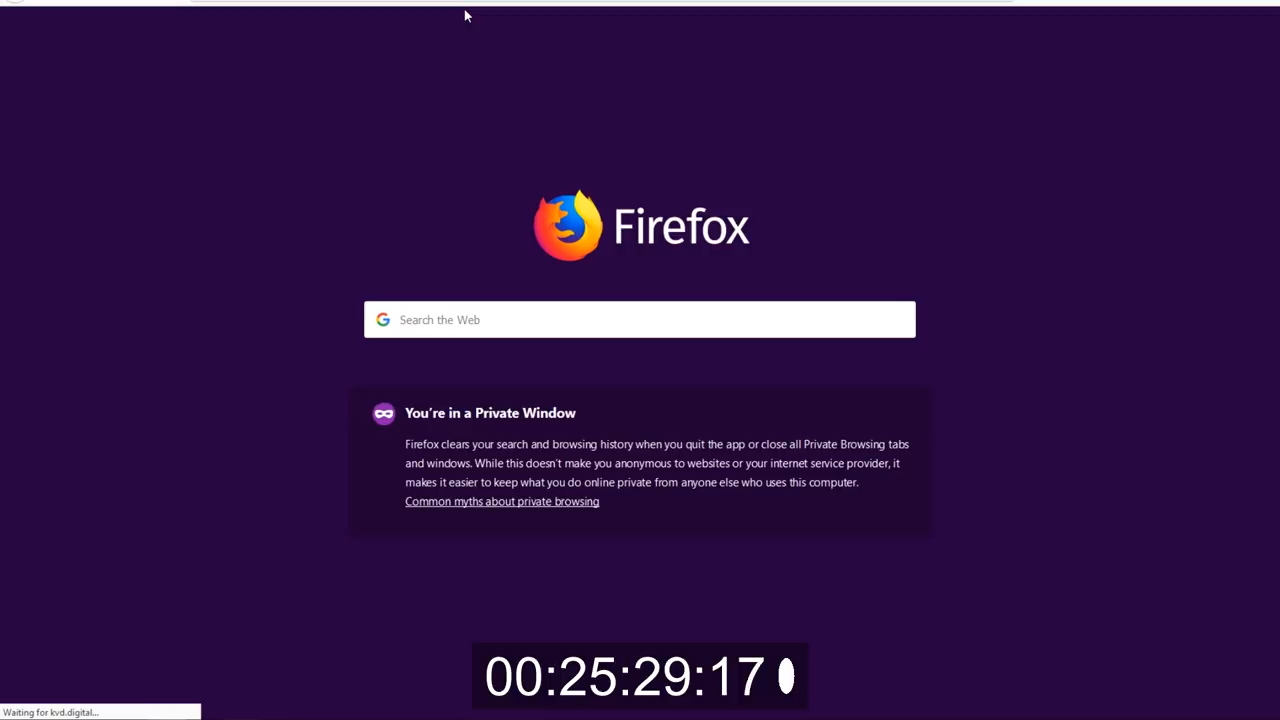 Firefox
Search the Web
You're in a Private Window
Firefox clears your search and browsing history when you quit the app or close all Private Browsing tabs
and windows. While this doesn't make you anonymous to websites or your internet service provider, it
makes it easier to keep what you do online private from anyone else who uses this computer.
Common myths about private browsing
00:25:29:17
Waiting for kvd.digital...